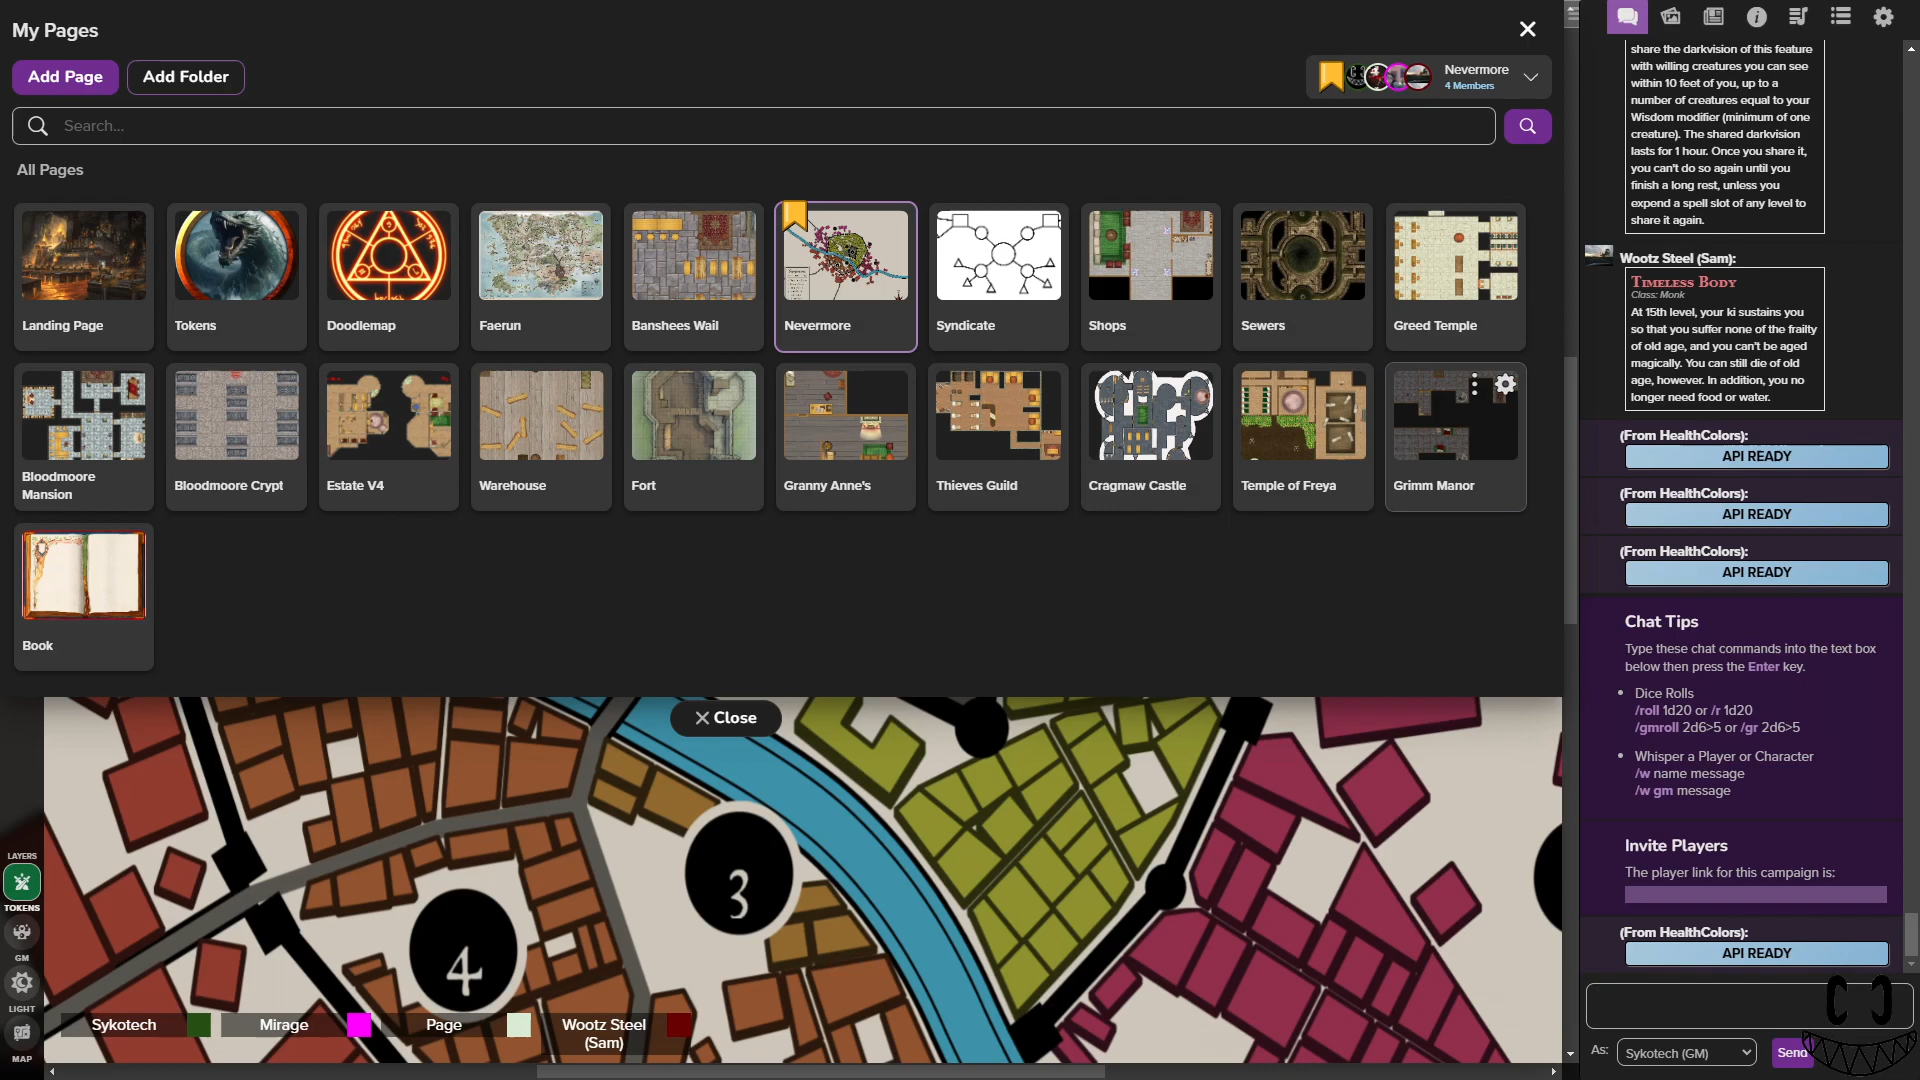 My Pages
Add Page
Add Folder
Nevermore
4 Members
Search...
All Pages
Landing Page
Tokens
Doodlemap
Faerun
Banshees Wail
Nevermore
Syndicate
Shops
Sewers
Greed Temple
Bloodmoore
Mansion
Bloodmoore Crypt
Estate V4
Warehouse
Fort
Granny Anne's
Thieves Guild
Cragmaw Castle
Temple of Freya
Grimm Manor
Book
Close
3
4
LAYERS
TOKENS
GM
LIGHT
MAP
Sykotech
Mirage
Page
Wootz Steel
(Sam)
share the darkvision of this feature
with willing creatures you can see
within 10 feet of you, up to a
number of creatures equal to your
Wisdom modifier (minimum of one
creature). The shared darkvision
lasts for 1 hour. Once you share it,
you can't do so again until you
finish a long rest, unless you
expend a spell slot of any level to
share it again.
Wootz Steel (Sam):
Timeless Body
Class: Monk
At 15th level, your ki sustains you
so that you suffer none of the frailty
of old age, and you can't be aged
magically. You can still die of old
age, however. In addition, you no
longer need food or water.
(From HealthColors):
API READY
(From HealthColors):
API READY
(From HealthColors):
API READY
Chat Tips
Type these chat commands into the text box
below then press the Enter key.
Dice Rolls
/roll 1d20 or /r 1d20
/gmroll 2d6>5 or /gr 2d6>5
Whisper a Player or Character
/w name message
/w gm message
Invite Players
The player link for this campaign is:
(From HealthColors):
API READY
As:
Sykotech (GM)
Send